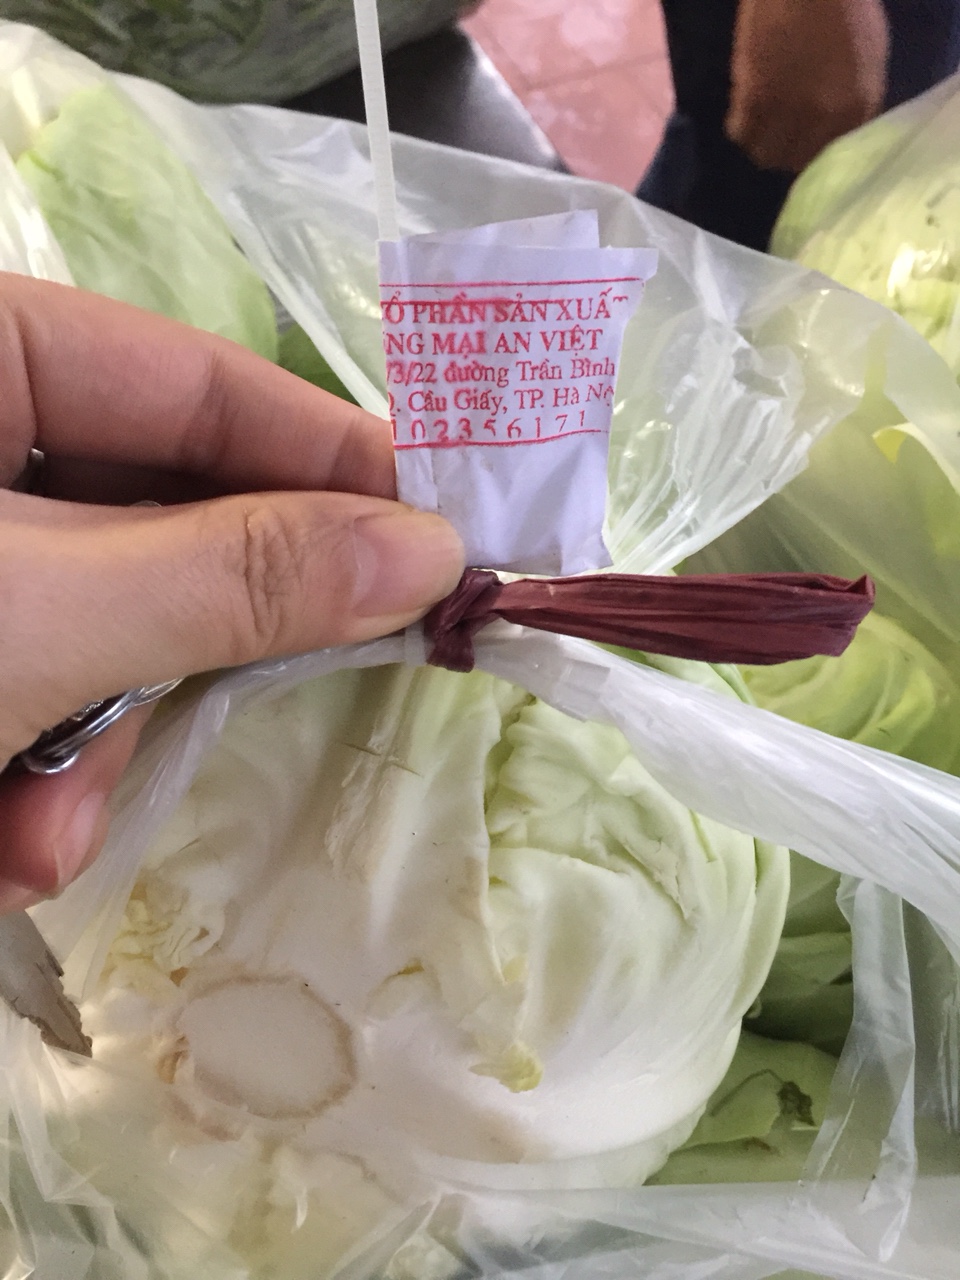 Ổ PHẦN SẢN XUẤT
NG MẠI AN VIỆT
/3/22 đường Trần Bình
Q. Cầu Giấy, TP. Hà Nộ
102356171